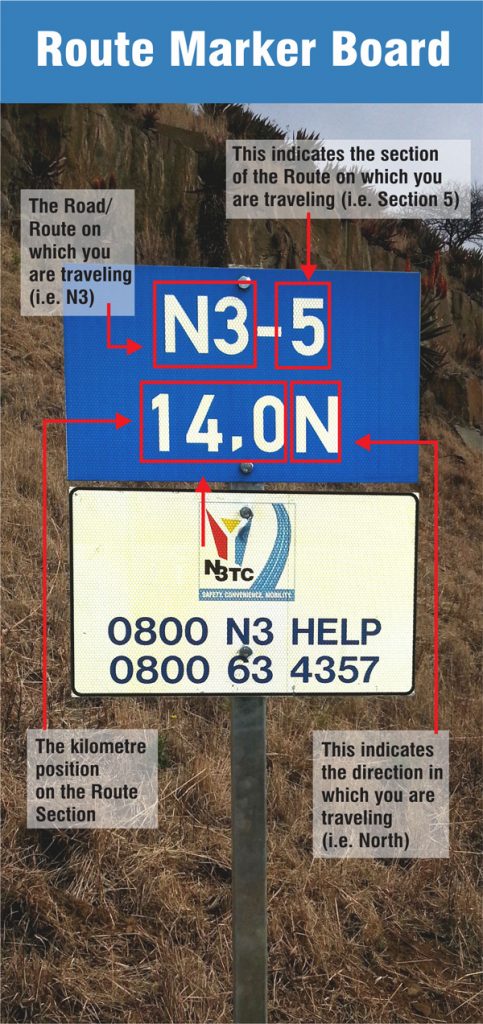 Route Marker Board
This indicates the section
of the Route on which you
are traveling (i.e. Section 5)
The Road/
Route on
which you
are traveling
(i.e. N3)
N3-5
14,0N
N3TC
SAFETY. CONVENIENCE. MOBILITY.
0800 N3 HELP
0800 63 4357
The kilometre
position
on the Route
Section
This indicates
the direction in
which you are
traveling
(i.e. North)